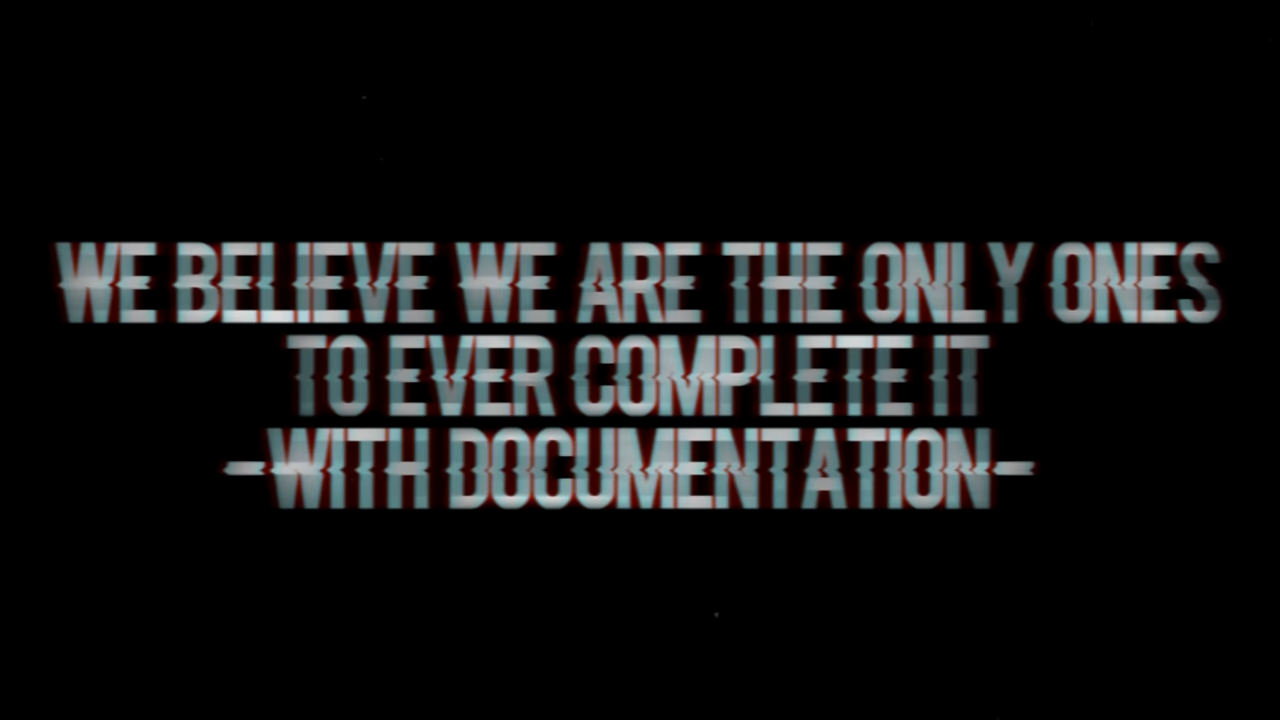 WE BELIEVE WE ARE THE ONLY ONES
TO EVER COMPLETE IT
-WITH DOCUMENTATION-